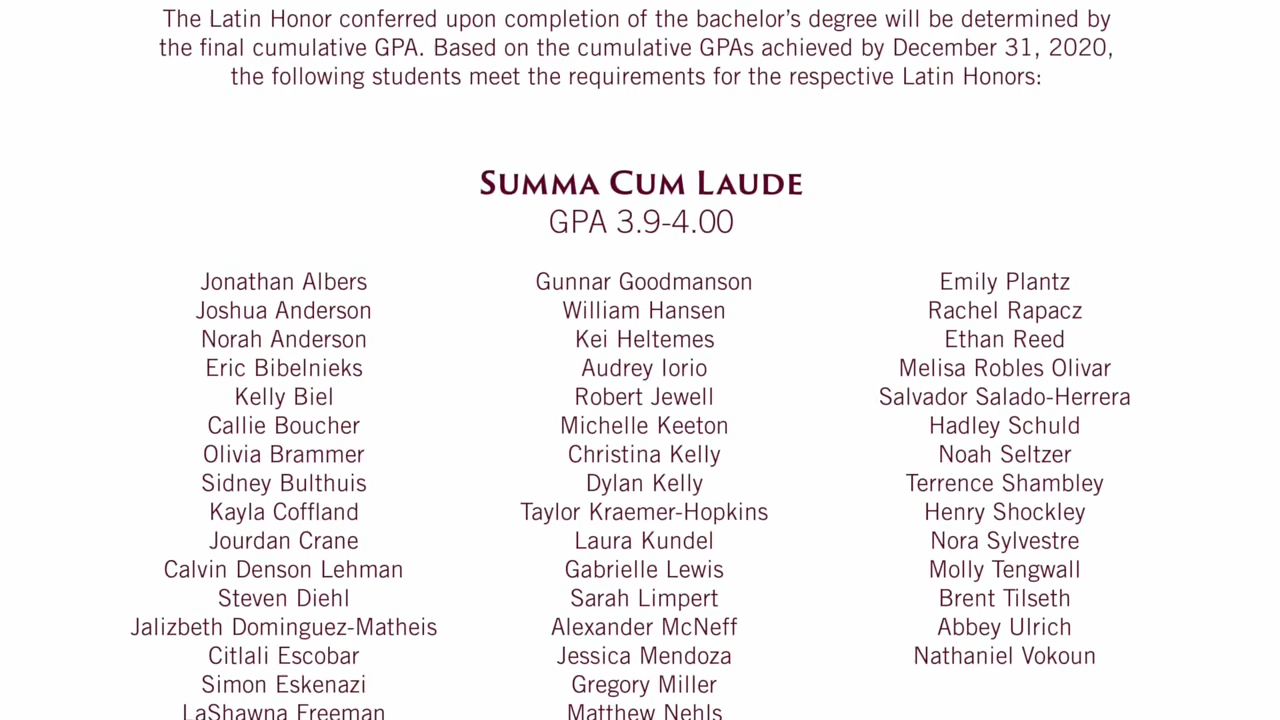 The Latin Honor conferred upon completion of the bachelor's degree will be determined by
the final cumulative GPA. Based on the cumulative GPAs achieved by December 31, 2020,
the following students meet the requirements for the respective Latin Honors:
SUMMA CUM LAUDE
GPA 3.9-4.00
Jonathan Albers
Joshua Anderson
Norah Anderson
Eric Bibelnieks
Kelly Biel
Callie Boucher
Olivia Brammer
Sidney Bulthuis
Kayla Coffland
Jourdan Crane
Calvin Denson Lehman
Steven Diehl
Jalizbeth Dominguez-Matheis
Citlali Escobar
Simon Eskenazi
LaShawna Freeman
Gunnar Goodmanson
William Hansen
Kei Heltemes
Audrey Iorio
Robert Jewell
Michelle Keeton
Christina Kelly
Dylan Kelly
Taylor Kraemer-Hopkins
Laura Kundel
Gabrielle Lewis
Sarah Limpert
Alexander McNeff
Jessica Mendoza
Gregory Miller
Matthew Nehls
Emily Plantz
Rachel Rapacz
Ethan Reed
Melisa Robles Olivar
Salvador Salado-Herrera
Hadley Schuld
Noah Seltzer
Terrence Shambley
Henry Shockley
Nora Sylvestre
Molly Tengwall
Brent Tilseth
Abbey Ulrich
Nathaniel Vokoun